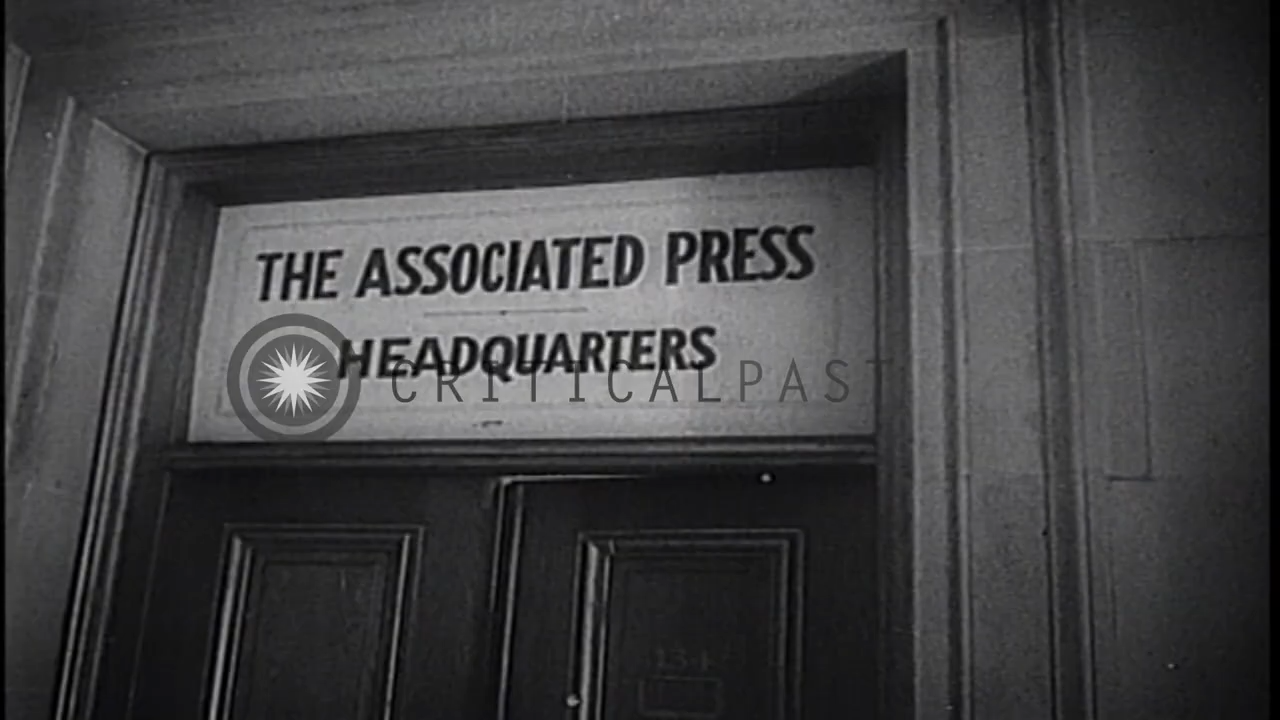 THE ASSOCIATED PRESS
HEADQUARTERS
CRITICALPAST